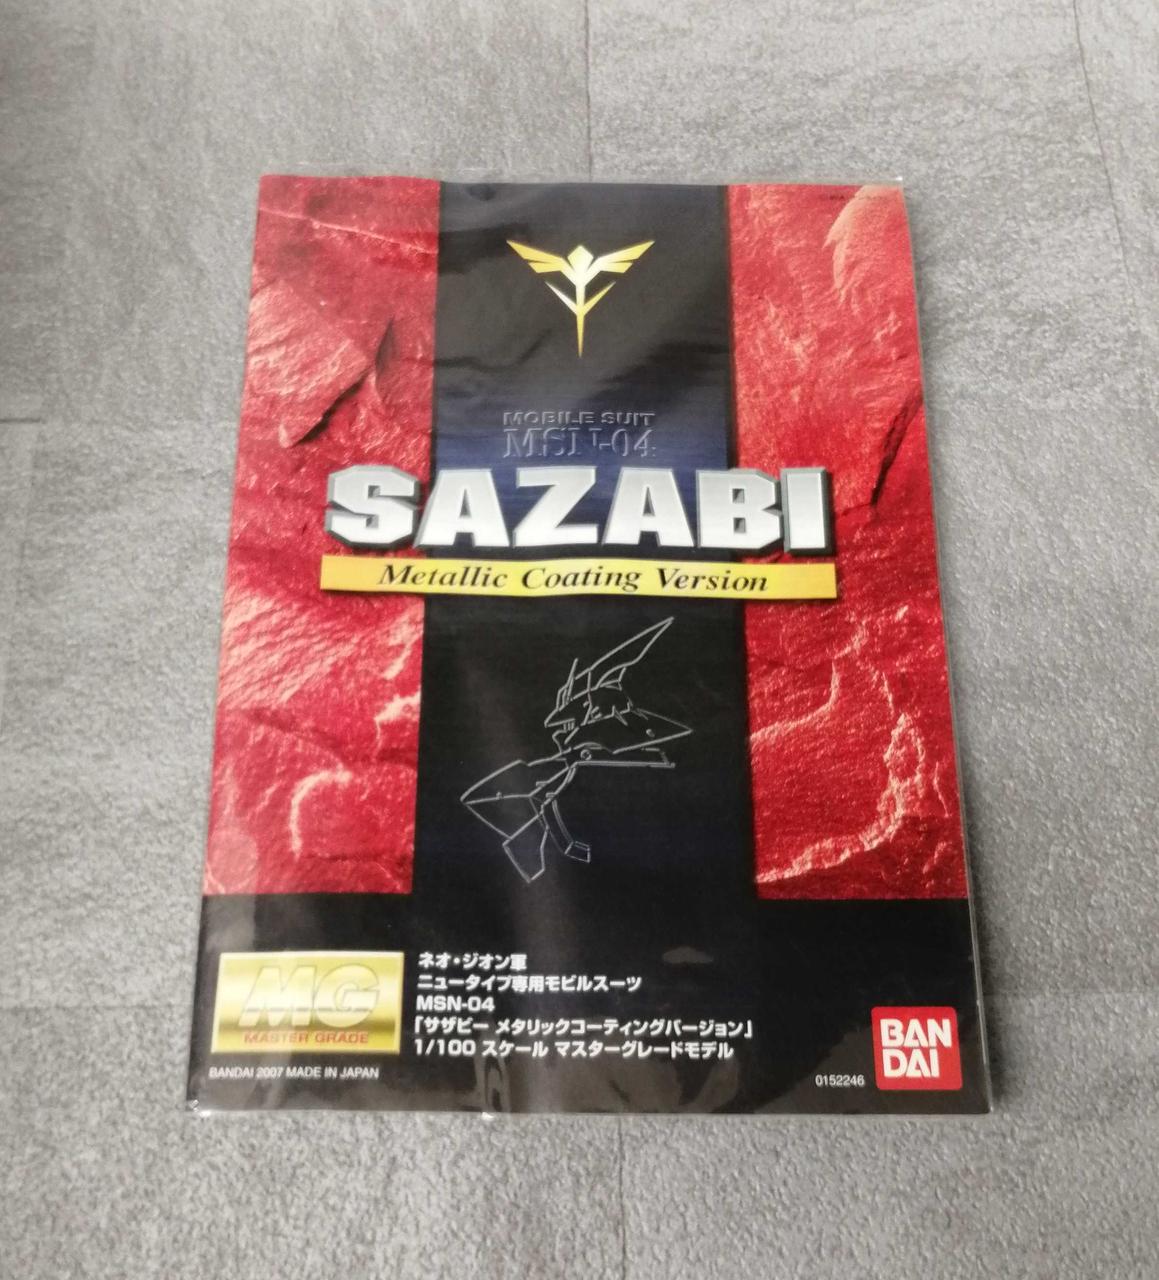 MOBILE SUIT
MSN-04
SAZABI
Metallic Coating Version
MG
MASTER GRADE
BANDAI 2007 MADE IN JAPAN
ネオ・ジオン軍
ニュータイプ専用モビルスーツ
MSN-04
「サザビー メタリックコーティングバージョン」
1/100 スケール マスターグレードモデル
0152246
BAN
DAI